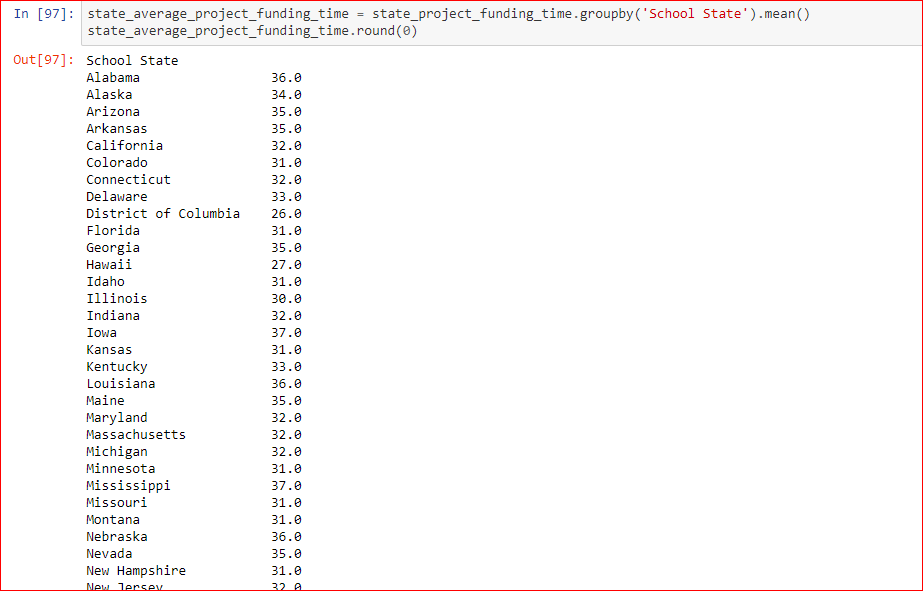 In [97]: state_average_project_funding_time = state_project_funding_time.groupby('School State').mean()
state_average_project_funding_time.round(0)
Out[97]: School State
Alabama 36.0
Alaska 34.0
Arizona 35.0
Arkansas 35.0
California 32.0
Colorado 31.0
Connecticut 32.0
Delaware 33.0
District of Columbia 26.0
Florida 31.0
Georgia 35.0
Hawaii 27.0
Idaho 31.0
Illinois 30.0
Indiana 32.0
Iowa 37.0
Kansas 31.0
Kentucky 33.0
Louisiana 36.0
Maine 35.0
Maryland 32.0
Massachusetts 32.0
Michigan 32.0
Minnesota 31.0
Mississippi 37.0
Missouri 31.0
Montana 31.0
Nebraska 36.0
Nevada 35.0
New Hampshire 31.0
New Jersey 32.0